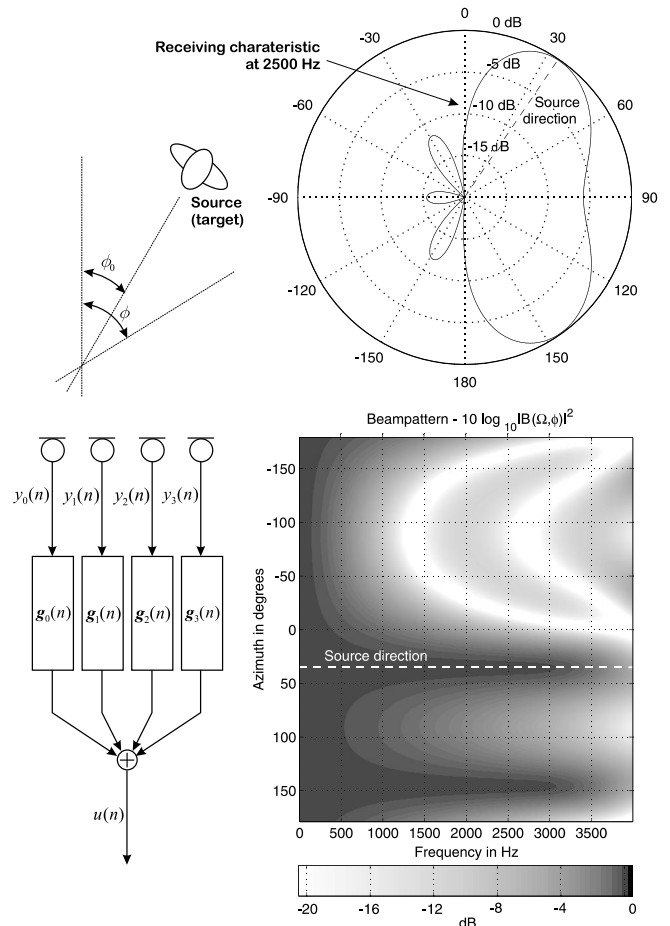 Receiving charateristic
at 2500 Hz
0
0 dB
-30
30
-5 dB
-60
60
-10 dB
Source
direction
-15 dB
-90
90
-120
120
-150
150
180
Source
(target)
ϕ₀
ϕ
y₀(n)
y₁(n)
y₂(n)
y₃(n)
g₀(n)
g₁(n)
g₂(n)
g₃(n)
+
u(n)
Beampattern - 10 log ₁₀|B(Ω,ϕ)|²
Azimuth in degrees
-150
-100
-50
0
Source direction
50
100
150
0 500 1000 1500 2000 2500 3000 3500
Frequency in Hz
-20 -16 -12 -8 -4 0
dB